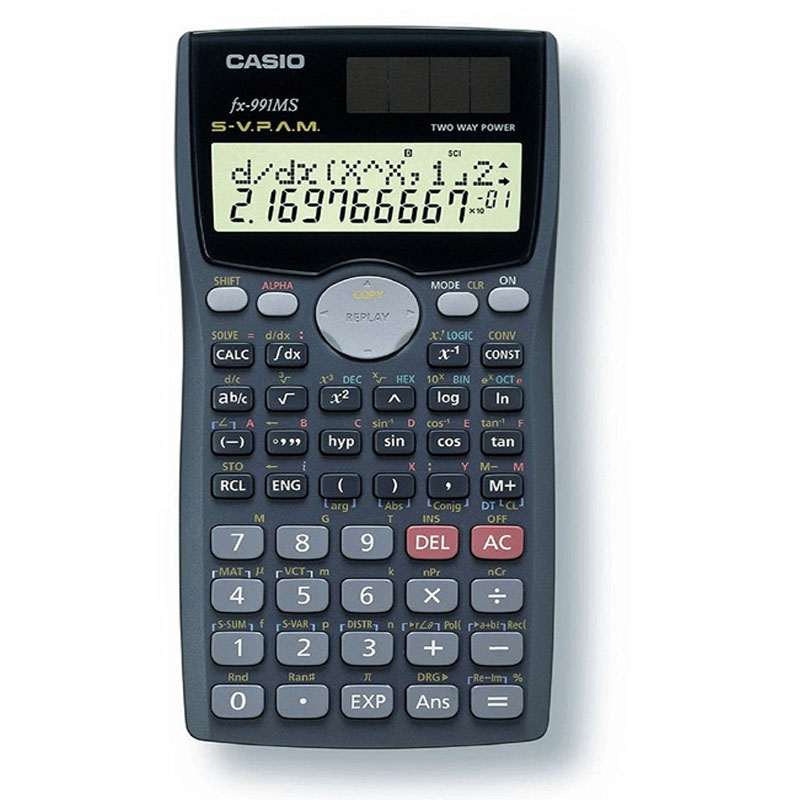 CASIO
fx-991MS
S-V.P.A.M.
TWO WAY POWER
D SCI
d/dx(X^X,1⌟2
2.169766667×10 -01
SHIFT ALPHA MODE CLR ON
COPY
REPLAY
SOLVE = d/dx : x! LOGIC CONV
CALC ∫dx x⁻¹ CONST
d/c ³√ x³ DEC ˣ√ HEX 10ˣ BIN eˣ OCT e
ab/c √ x² ^ log ln
∠ A ← B C sin⁻¹ D cos⁻¹ E tan⁻¹ F
(−) °,,, hyp sin cos tan
STO ← i X ; Y M− M
RCL ENG ( ) , M+
arg Abs Conjg DT CL
M G T INS OFF
7 8 9 DEL AC
MAT μ VCT m k nPr nCr
4 5 6 × ÷
S-SUM f S-VAR p DISTR n ▶r∠θ Pol( ▶a+bi Rec(
1 2 3 + −
Rnd Ran# π DRG▶ Re↔Im %
0 · EXP Ans =